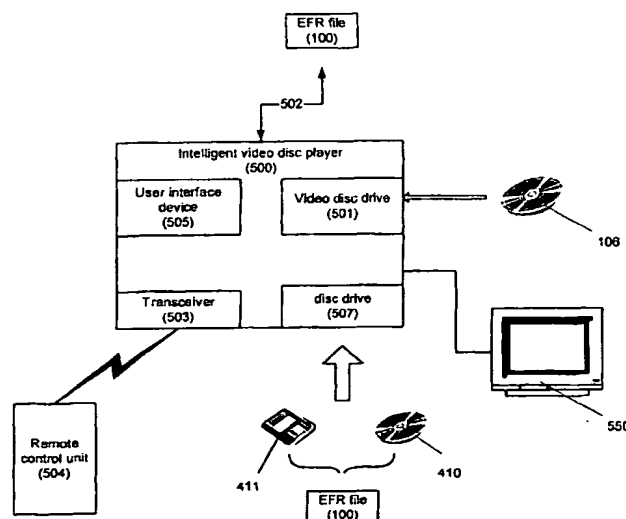 EFR file
(100)
502
Intelligent video disc player
(500)
User interface
device
(505)
Video disc drive
(501)
106
Transceiver
(503)
disc drive
(507)
550
Remote
control unit
(504)
411
410
EFR file
(100)